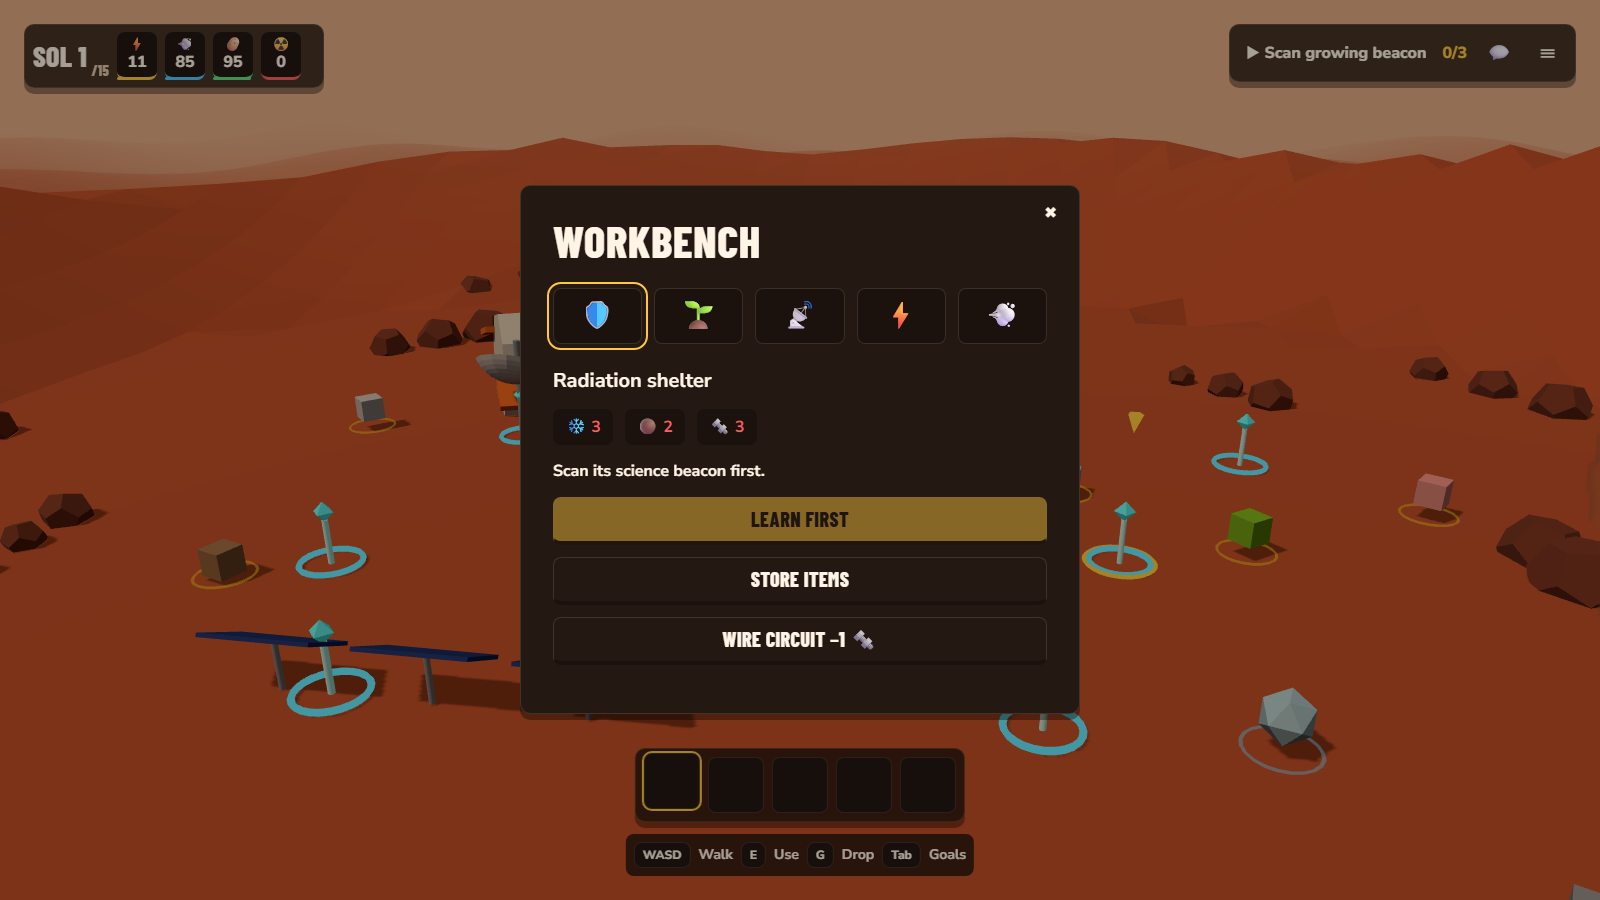 SOL 1 /15
11
85
95
0
▶ Scan growing beacon 0/3
WORKBENCH
Radiation shelter
3
2
3
Scan its science beacon first.
LEARN FIRST
STORE ITEMS
WIRE CIRCUIT −1
WASD Walk E Use G Drop Tab Goals